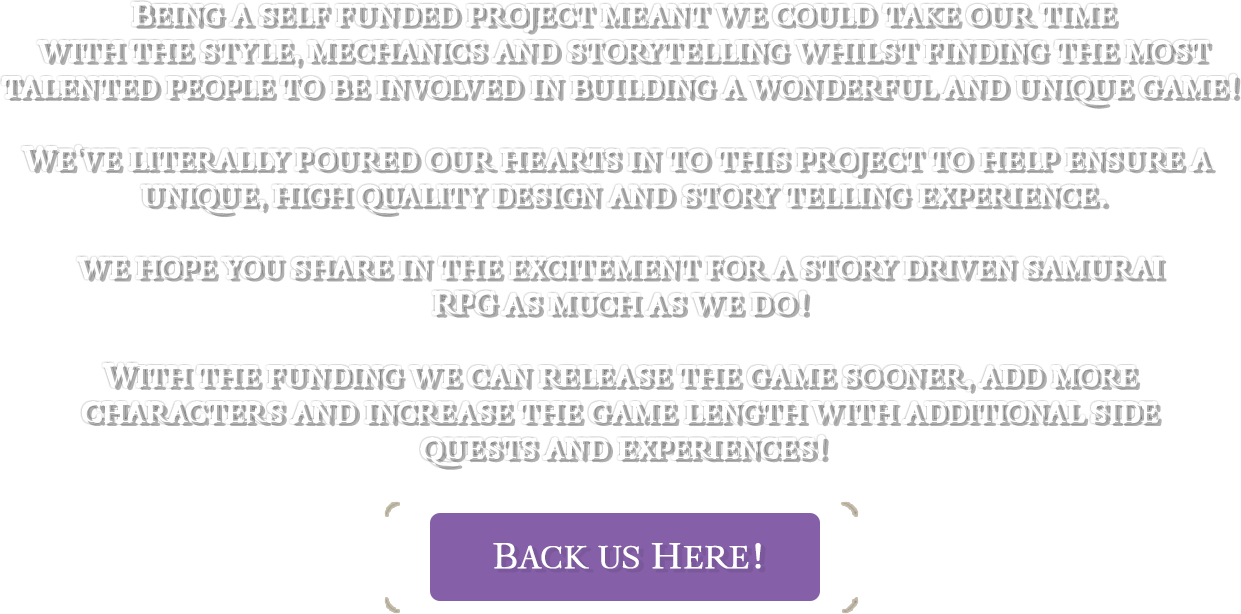 Being a self funded project meant we could take our time
with the style, mechanics and storytelling whilst finding the most
talented people to be involved in building a wonderful and unique game!
We've literally poured our hearts in to this project to help ensure a
unique, high quality design and story telling experience.
we hope you share in the excitement for a story driven samurai
RPG as much as we do!
With the funding we can release the game sooner, add more
characters and increase the game length with additional side
quests and experiences!
Back us Here!